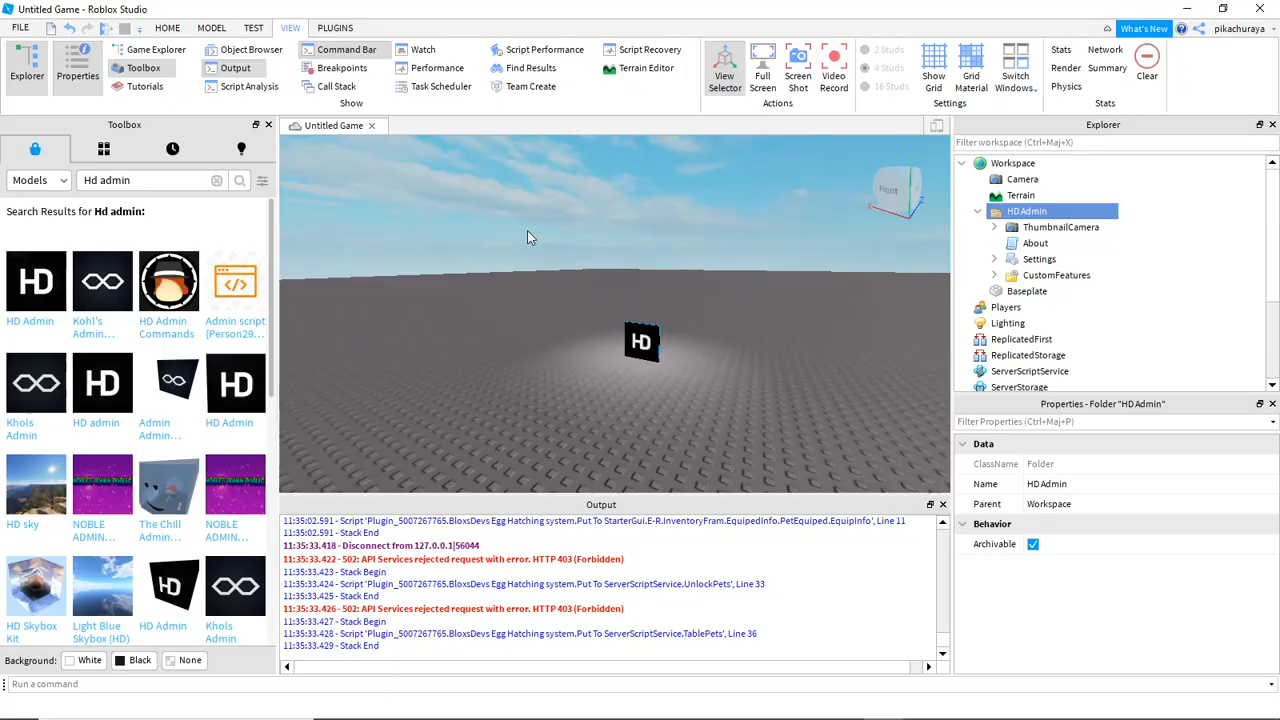 Untitled Game - Roblox Studio
FILE HOME MODEL TEST VIEW PLUGINS What's New pikachuraya
Explorer Properties
Game Explorer Object Browser Command Bar Watch Script Performance Script Recovery
Toolbox Output Breakpoints Performance Find Results Terrain Editor
Tutorials Script Analysis Call Stack Task Scheduler Team Create
Show
View Selector Full Screen Screen Shot Video Record
Actions
2 Studs
4 Studs
16 Studs
Show Grid Grid Material Switch Windows
Settings
Stats Network
Render Summary
Physics
Clear
Stats
Toolbox
Models Hd admin
Search Results for Hd admin:
HD
HD
HD
HD
HD Admin
Kohl's Admin...
HD Admin Commands
Admin script {Person29...
Khols Admin
HD admin
Admin Admin...
HD Admin
HD sky
NOBLE ADMIN...
The Chill Admin...
NOBLE ADMIN...
HD Skybox Kit
Light Blue Skybox (HD)
HD Admin
Khols Admin
Background: White Black None
Untitled Game
Front
HD
Output
11:35:02.591 - Script 'Plugin_5007267765.BloxsDevs Egg Hatching system.Put To StarterGui.E-R.InventoryFram.EquipedInfo.PetEquiped.EquipInfo', Line 11
11:35:02.591 - Stack End
11:35:33.418 - Disconnect from 127.0.0.1|56044
11:35:33.422 - 502: API Services rejected request with error. HTTP 403 (Forbidden)
11:35:33.423 - Stack Begin
11:35:33.424 - Script 'Plugin_5007267765.BloxsDevs Egg Hatching system.Put To ServerScriptService.UnlockPets', Line 33
11:35:33.425 - Stack End
11:35:33.426 - 502: API Services rejected request with error. HTTP 403 (Forbidden)
11:35:33.427 - Stack Begin
11:35:33.428 - Script 'Plugin_5007267765.BloxsDevs Egg Hatching system.Put To ServerScriptService.TablePets', Line 36
11:35:33.429 - Stack End
Explorer
Filter workspace (Ctrl+Maj+X)
Workspace
Camera
Terrain
HD Admin
ThumbnailCamera
About
Settings
CustomFeatures
Baseplate
Players
Lighting
ReplicatedFirst
ReplicatedStorage
ServerScriptService
ServerStorage
Properties - Folder "HD Admin"
Filter Properties (Ctrl+Maj+P)
Data
ClassName Folder
Name HD Admin
Parent Workspace
Behavior
Archivable
Run a command